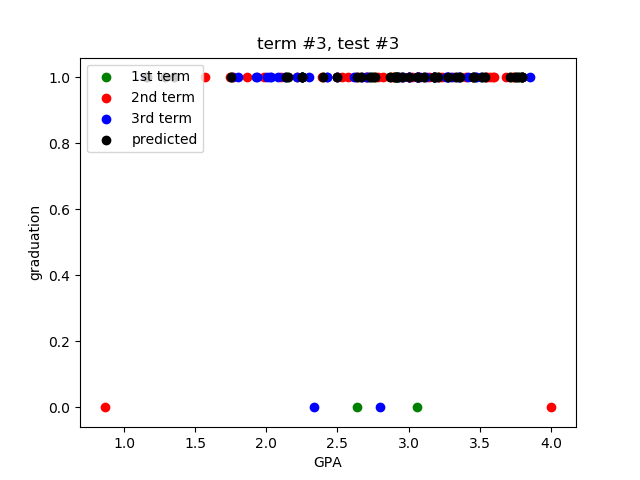 term #3, test #3
1st term
2nd term
3rd term
predicted
graduation
1.0
0.8
0.6
0.4
0.2
0.0
1.0 1.5 2.0 2.5 3.0 3.5 4.0
GPA